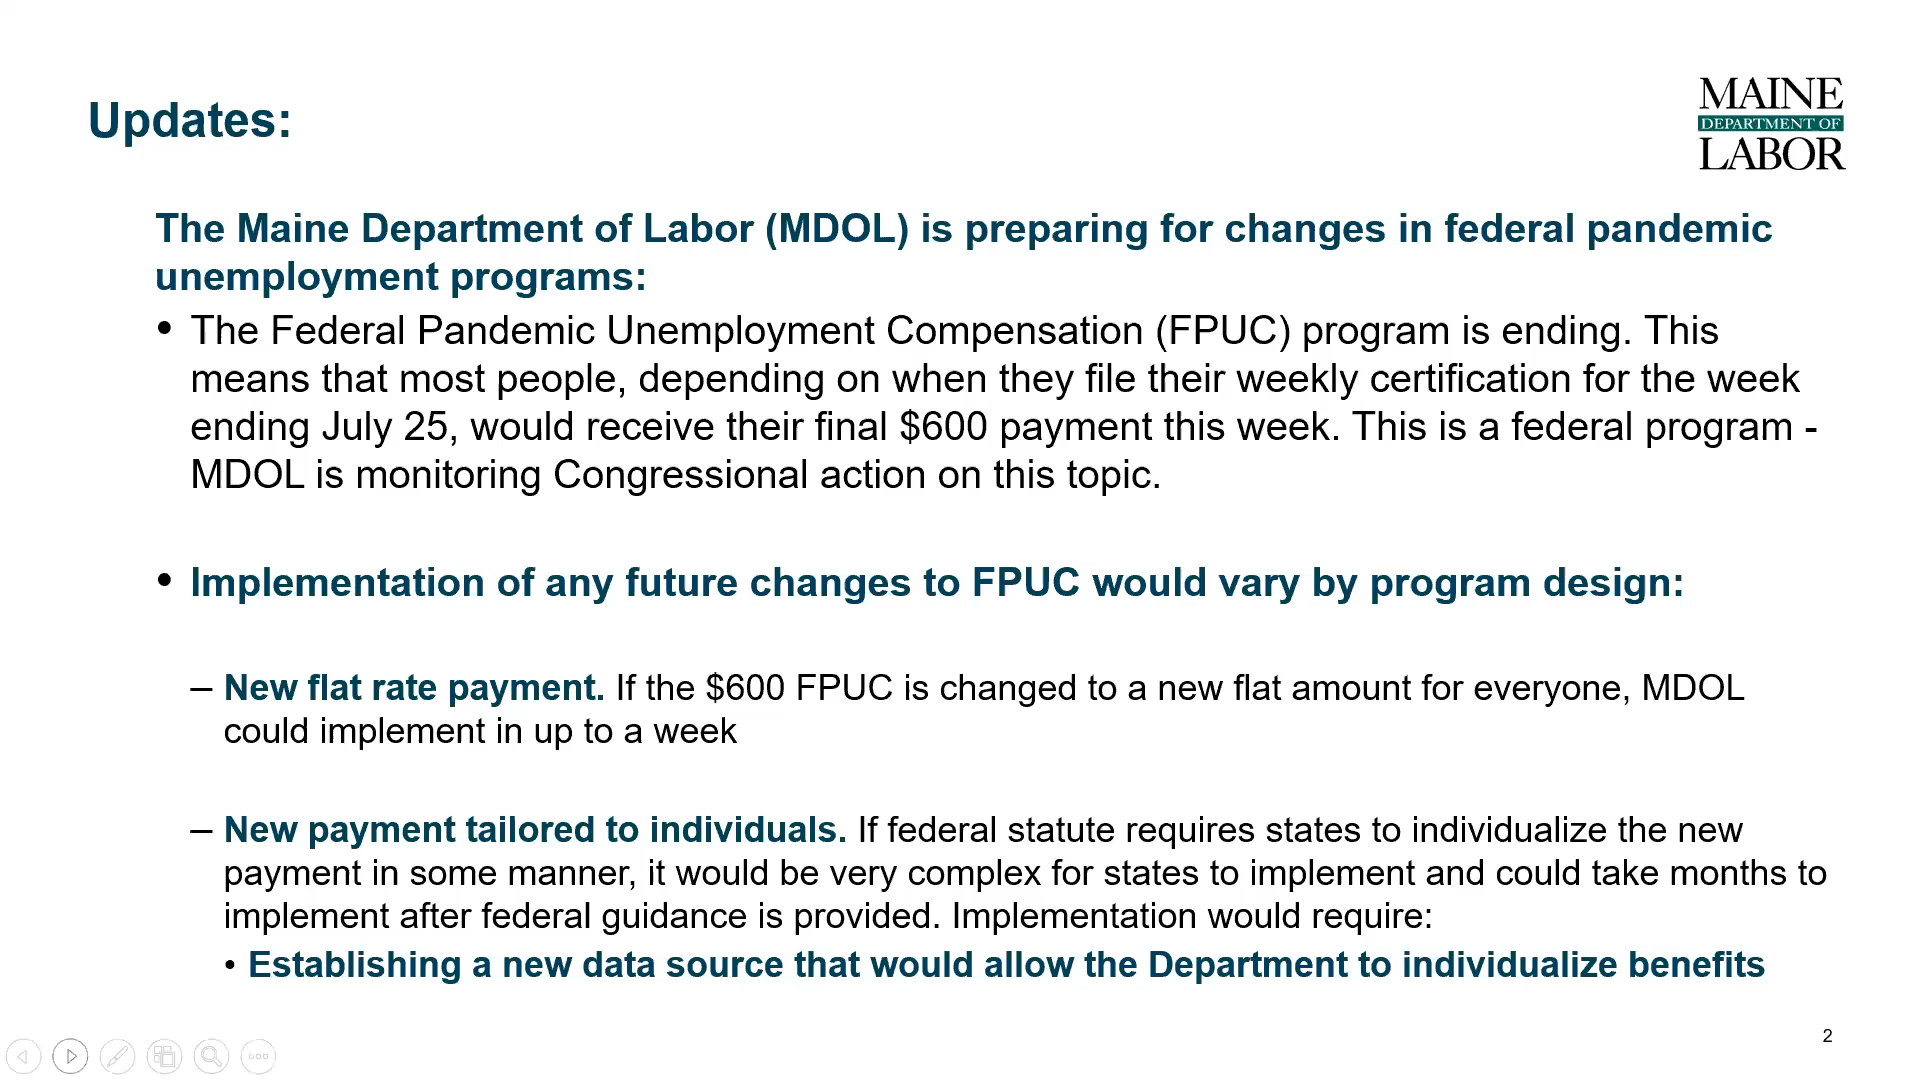 Updates:
MAINE
DEPARTMENT OF
LABOR
The Maine Department of Labor (MDOL) is preparing for changes in federal pandemic
unemployment programs:
• The Federal Pandemic Unemployment Compensation (FPUC) program is ending. This
means that most people, depending on when they file their weekly certification for the week
ending July 25, would receive their final $600 payment this week. This is a federal program -
MDOL is monitoring Congressional action on this topic.
• Implementation of any future changes to FPUC would vary by program design:
– New flat rate payment. If the $600 FPUC is changed to a new flat amount for everyone, MDOL
could implement in up to a week
– New payment tailored to individuals. If federal statute requires states to individualize the new
payment in some manner, it would be very complex for states to implement and could take months to
implement after federal guidance is provided. Implementation would require:
• Establishing a new data source that would allow the Department to individualize benefits
2